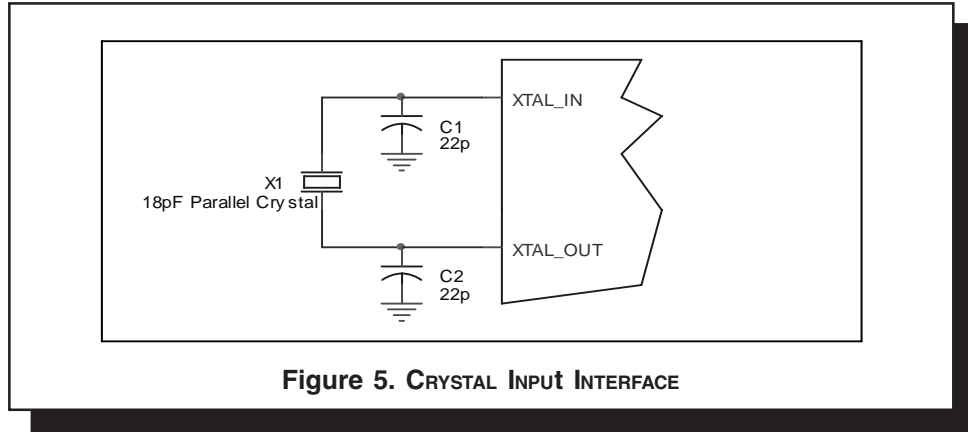 XTAL_IN
C1
22p
X1
18pF Parallel Crystal
XTAL_OUT
C2
22p
Figure 5. CRYSTAL INPUt INTERFACE